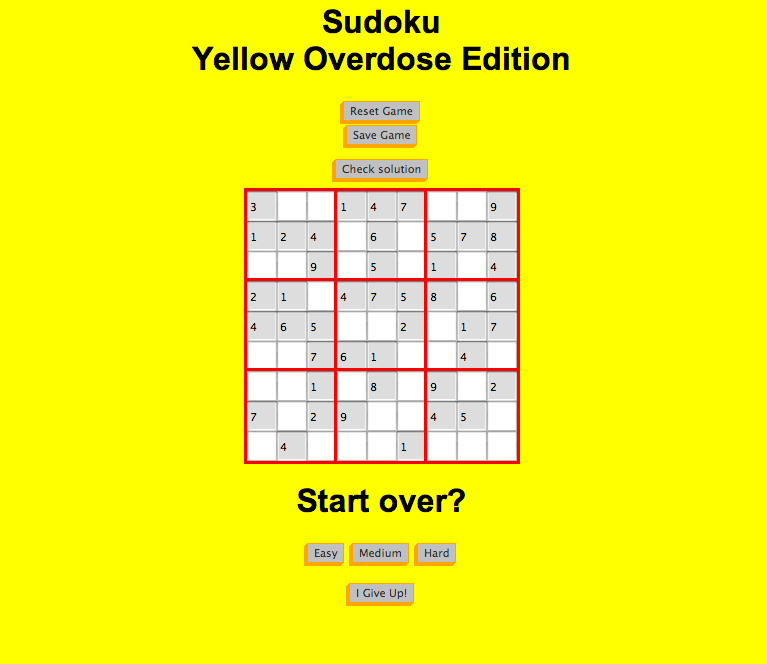 Sudoku
Yellow Overdose Edition
Reset Game
Save Game
Check solution
3 1 4 7 9
1 2 4 6 5 7 8
9 5 1 4
2 1 4 7 5 8 6
4 6 5 2 1 7
7 6 1 4
1 8 9 2
7 2 9 4 5
4 1
Start over?
Easy Medium Hard
I Give Up!